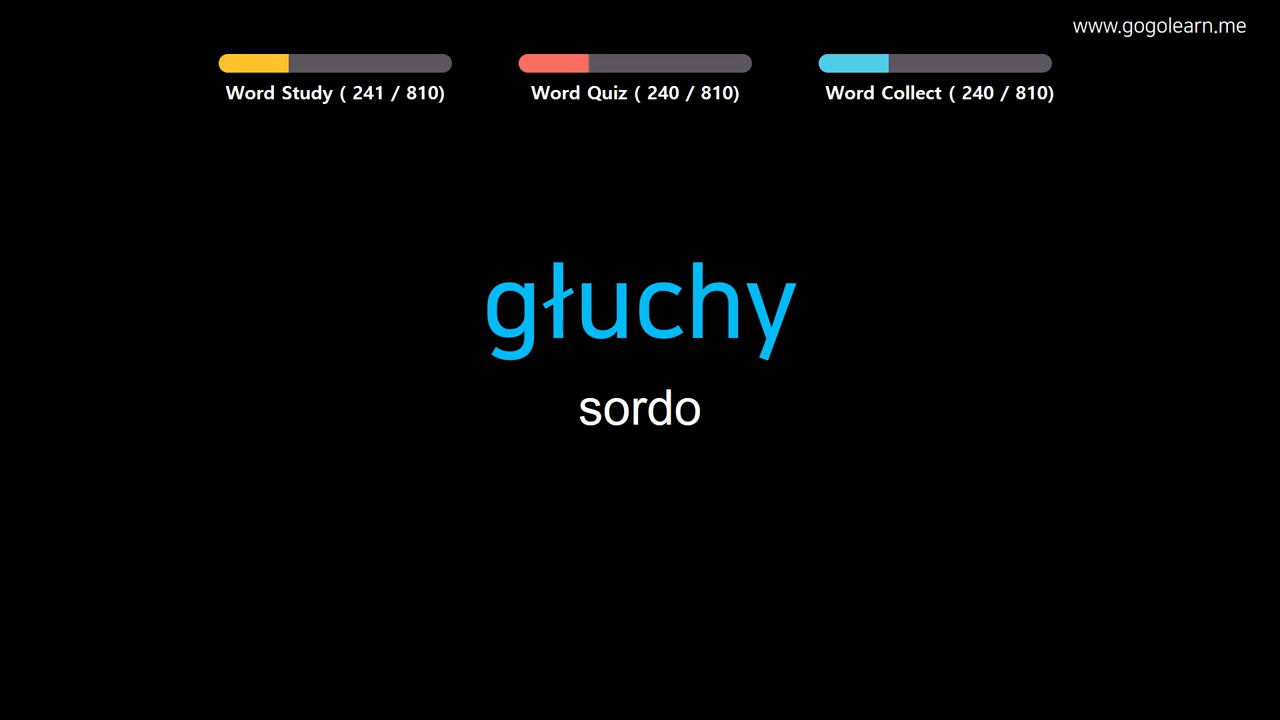 www.gogolearn.me
Word Study ( 241 / 810)
Word Quiz ( 240 / 810)
Word Collect ( 240 / 810)
głuchy
sordo